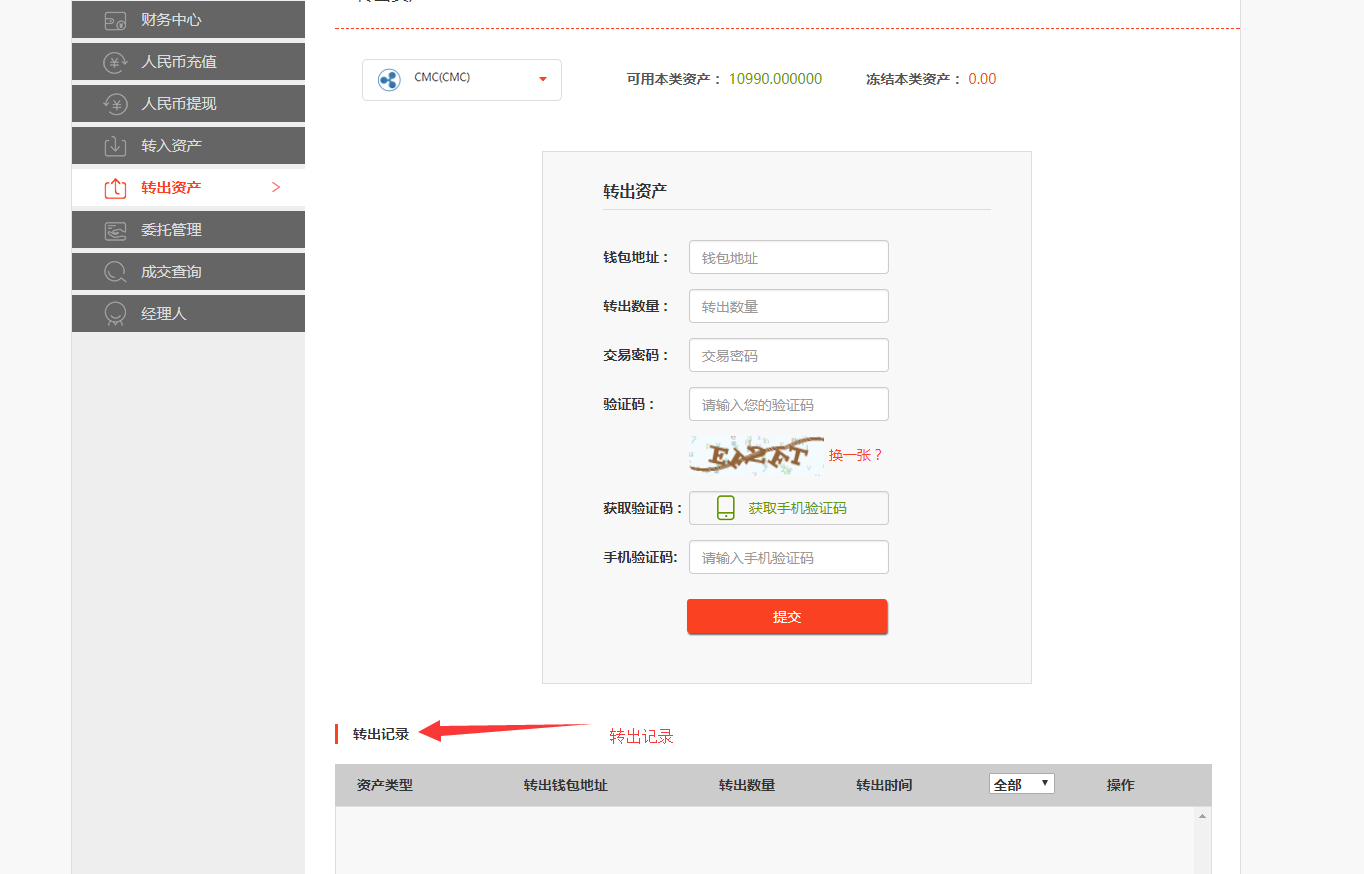 财务中心
人民币充值
人民币提现
转入资产
转出资产
委托管理
成交查询
经理人
转出资产
CMC(CMC)
可用本类资产： 10990.000000 冻结本类资产： 0.00
转出资产
钱包地址： 钱包地址
转出数量： 转出数量
交易密码： 交易密码
验证码： 请输入您的验证码
换一张？
获取验证码： 获取手机验证码
手机验证码: 请输入手机验证码
提交
转出记录 转出记录
资产类型 转出钱包地址 转出数量 转出时间 全部 操作